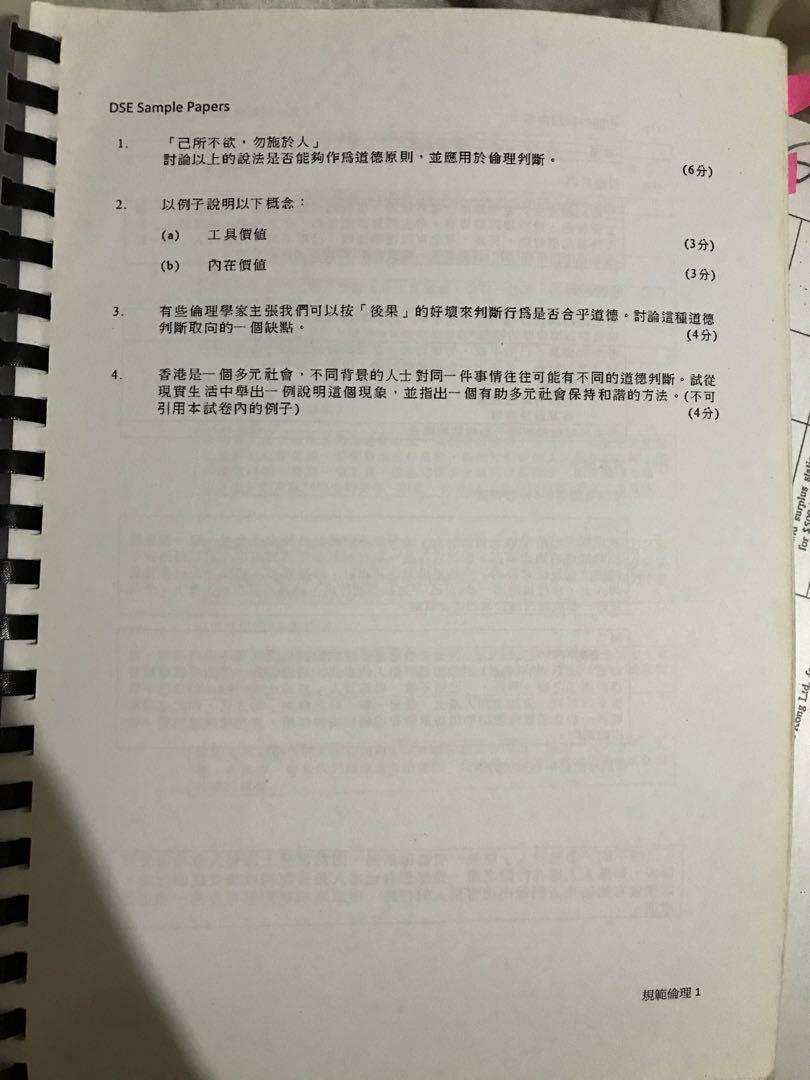 DSE Sample Papers
1. 「己所不欲，勿施於人」
討論以上的說法是否能夠作爲道德原則，並應用於倫理判斷。
(6分)
2. 以例子說明以下概念：
(a) 工具價値
(3分)
(b) 內在價値
(3分)
3. 有些倫理學家主張我們可以按「後果」的好壞來判斷行爲是否合乎道德。討論這種道德
判斷取向的一個缺點。 (4分)
4. 香港是一個多元社會，不同背景的人士對同一件事情往往可能有不同的道德判斷。試從
現實生活中舉出一例說明這個現象，並指出一個有助多元社會保持和諧的方法。(不可
引用本試卷內的例子) (4分)
規範倫理 1
surplus
for
Kong Ltd,